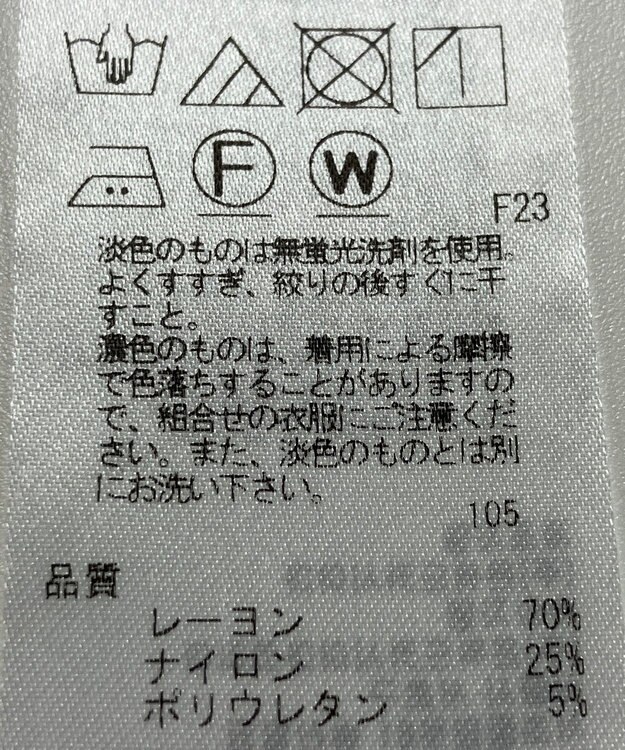 F W
F23
淡色のものは無蛍光洗剤を使用。
よくすすぎ、絞りの後すぐに干
すこと。
濃色のものは、着用による摩擦
で色落ちすることがありますの
で、組合せの衣服にご注意くだ
さい。また、淡色のものとは別
にお洗い下さい。
105
品質
レーヨン 70%
ナイロン 25%
ポリウレタン 5%